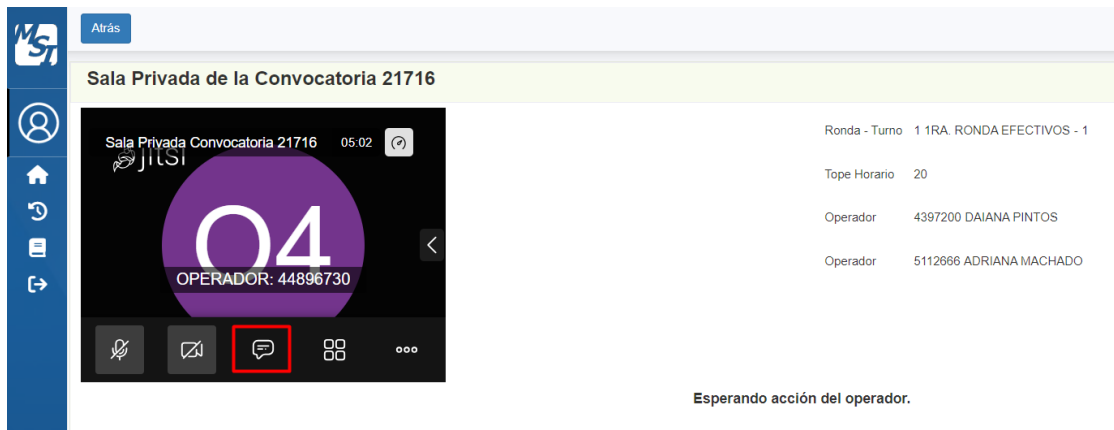 MST
Atrás
Sala Privada de la Convocatoria 21716
Sala Privada Convocatoria 21716 05:02
jitsi
O4
OPERADOR: 44896730
Ronda - Turno 1 1RA. RONDA EFECTIVOS - 1
Tope Horario 20
Operador 4397200 DAIANA PINTOS
Operador 5112666 ADRIANA MACHADO
Esperando acción del operador.